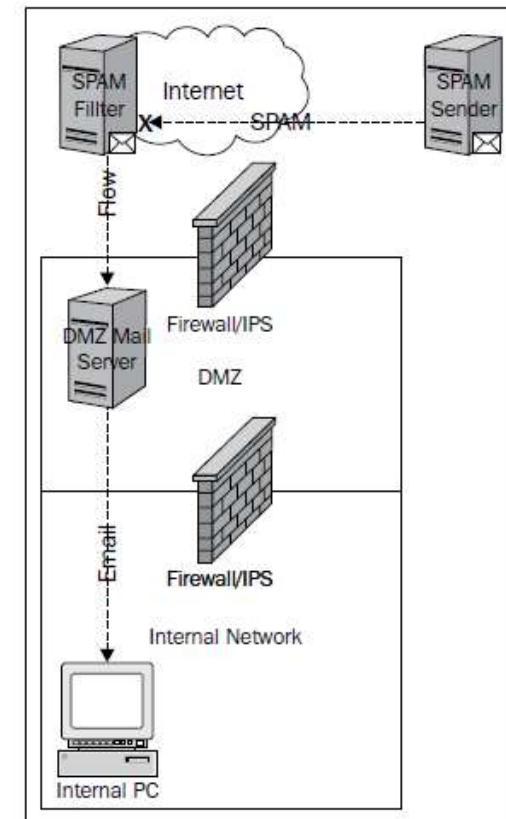 SPAM
Fillter
Internet
SPAM
SPAM
Sender
Flow
Firewall/IPS
DMZ Mail
Server
DMZ
Email
Firewall/IPS
Internal Network
Internal PC